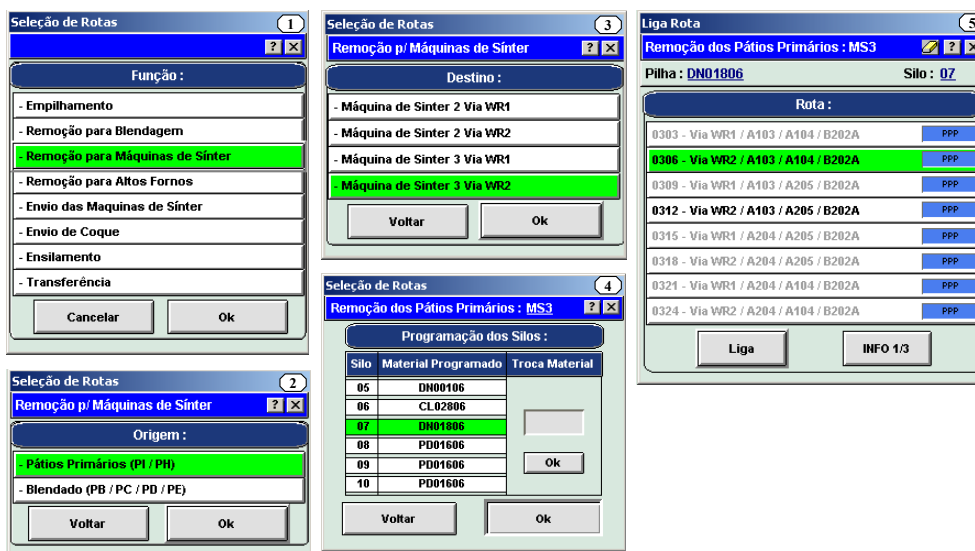 Seleção de Rotas
1
? X
Função :
- Empilhamento
- Remoção para Blendagem
- Remoção para Máquinas de Sínter
- Remoção para Altos Fornos
- Envio das Maquinas de Sínter
- Envio de Coque
- Ensilamento
- Transferência
Cancelar
Ok
Seleção de Rotas
2
Remoção p/ Máquinas de Sínter ? X
Origem :
- Pátios Primários (PI / PH)
- Blendado (PB / PC / PD / PE)
Voltar
Ok
Seleção de Rotas
3
Remoção p/ Máquinas de Sínter ? X
Destino :
- Máquina de Sinter 2 Via WR1
- Máquina de Sinter 2 Via WR2
- Máquina de Sinter 3 Via WR1
- Máquina de Sinter 3 Via WR2
Voltar
Ok
Seleção de Rotas
4
Remoção dos Pátios Primários : MS3 ? X
Programação dos Silos :
Silo Material Programado Troca Material
05 DN00106
06 CL02806
07 DN01806
08 PD01606
09 PD01606
10 PD01606
Ok
Voltar
Ok
Liga Rota
5
Remoção dos Pátios Primários : MS3 ? X
Pilha : DN01806 Silo : 07
Rota :
0303 - Via WR1 / A103 / A104 / B202A PPP
0306 - Via WR2 / A103 / A104 / B202A PPP
0309 - Via WR1 / A103 / A205 / B202A PPP
0312 - Via WR2 / A103 / A205 / B202A PPP
0315 - Via WR1 / A204 / A205 / B202A PPP
0318 - Via WR2 / A204 / A205 / B202A PPP
0321 - Via WR1 / A204 / A104 / B202A PPP
0324 - Via WR2 / A204 / A104 / B202A PPP
Liga
INFO 1/3